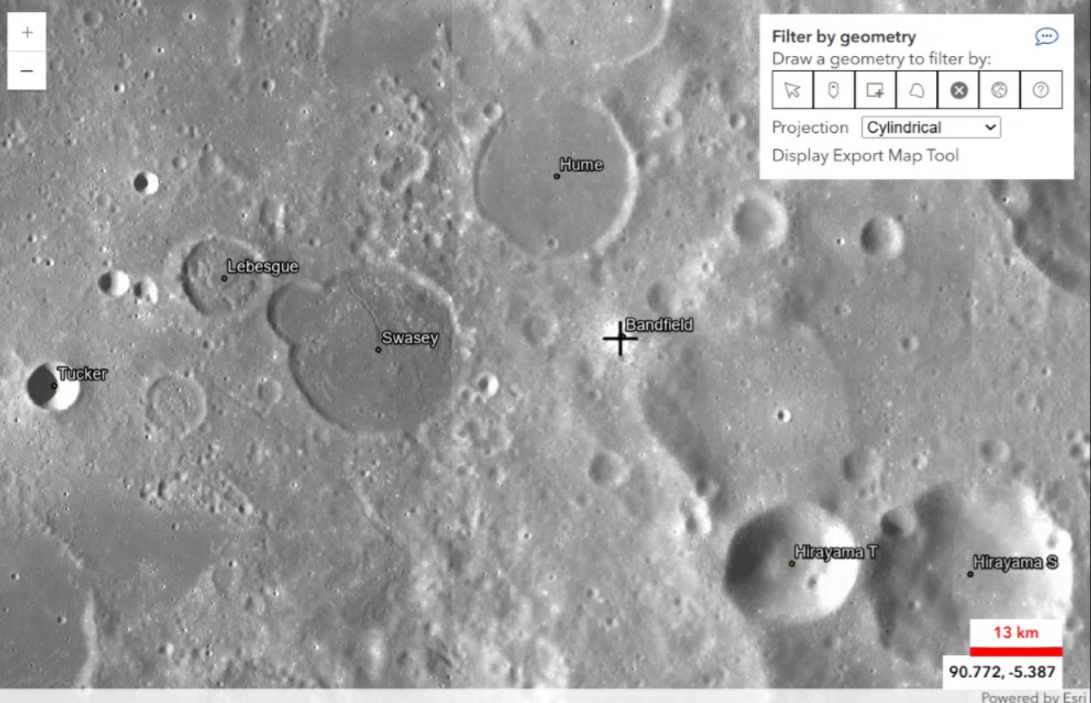 +
−
Filter by geometry
Draw a geometry to filter by:
Projection Cylindrical
Display Export Map Tool
Hume
Lebesgue
Bandfield
Swasey
Tucker
Hirayama T
Hirayama S
13 km
90.772, -5.387
Powered by Esri